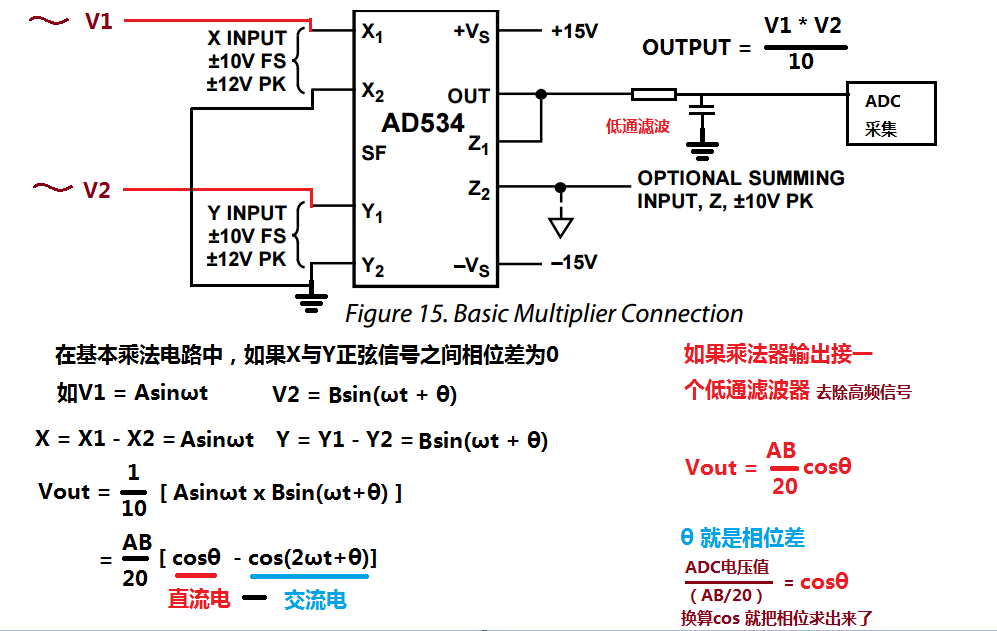 V1
X INPUT
±10V FS
±12V PK
X1
X2
SF
Y1
Y2
AD534
+VS
+15V
OUT
Z1
Z2
–VS
–15V
OUTPUT = V1 * V2
10
低通滤波
ADC
采集
OPTIONAL SUMMING
INPUT, Z, ±10V PK
V2
Y INPUT
±10V FS
±12V PK
Figure 15. Basic Multiplier Connection
在基本乘法电路中，如果X与Y正弦信号之间相位差为0
如V1 = Asinωt V2 = Bsin(ωt + θ)
X = X1 - X2 = Asinωt Y = Y1 - Y2 = Bsin(ωt + θ)
Vout = 1
10 [ Asinωt x Bsin(ωt+θ) ]
= AB
20 [ cosθ - cos(2ωt+θ)]
直流电 — 交流电
如果乘法器输出接一
个低通滤波器 去除高频信号
Vout = AB
20 cosθ
θ 就是相位差
ADC电压值
（ AB/20 ） = cosθ
换算cos 就把相位求出来了